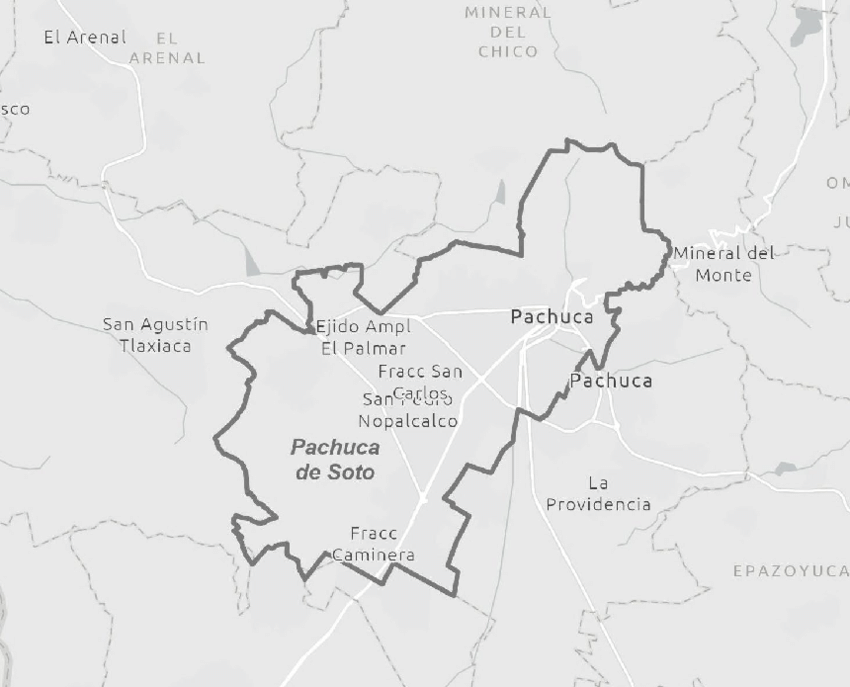 MINERAL
DEL
CHICO
El Arenal
EL
ARENAL
sco
OM
JU
Mineral del
Monte
San Agustín
Tlaxiaca
Ejido Ampl
El Palmar
Pachuca
Fracc San
Carlos
San Pedro
Nopalcalco
Pachuca
Pachuca
de Soto
La
Providencia
Fracc
Caminera
EPAZOYUCA